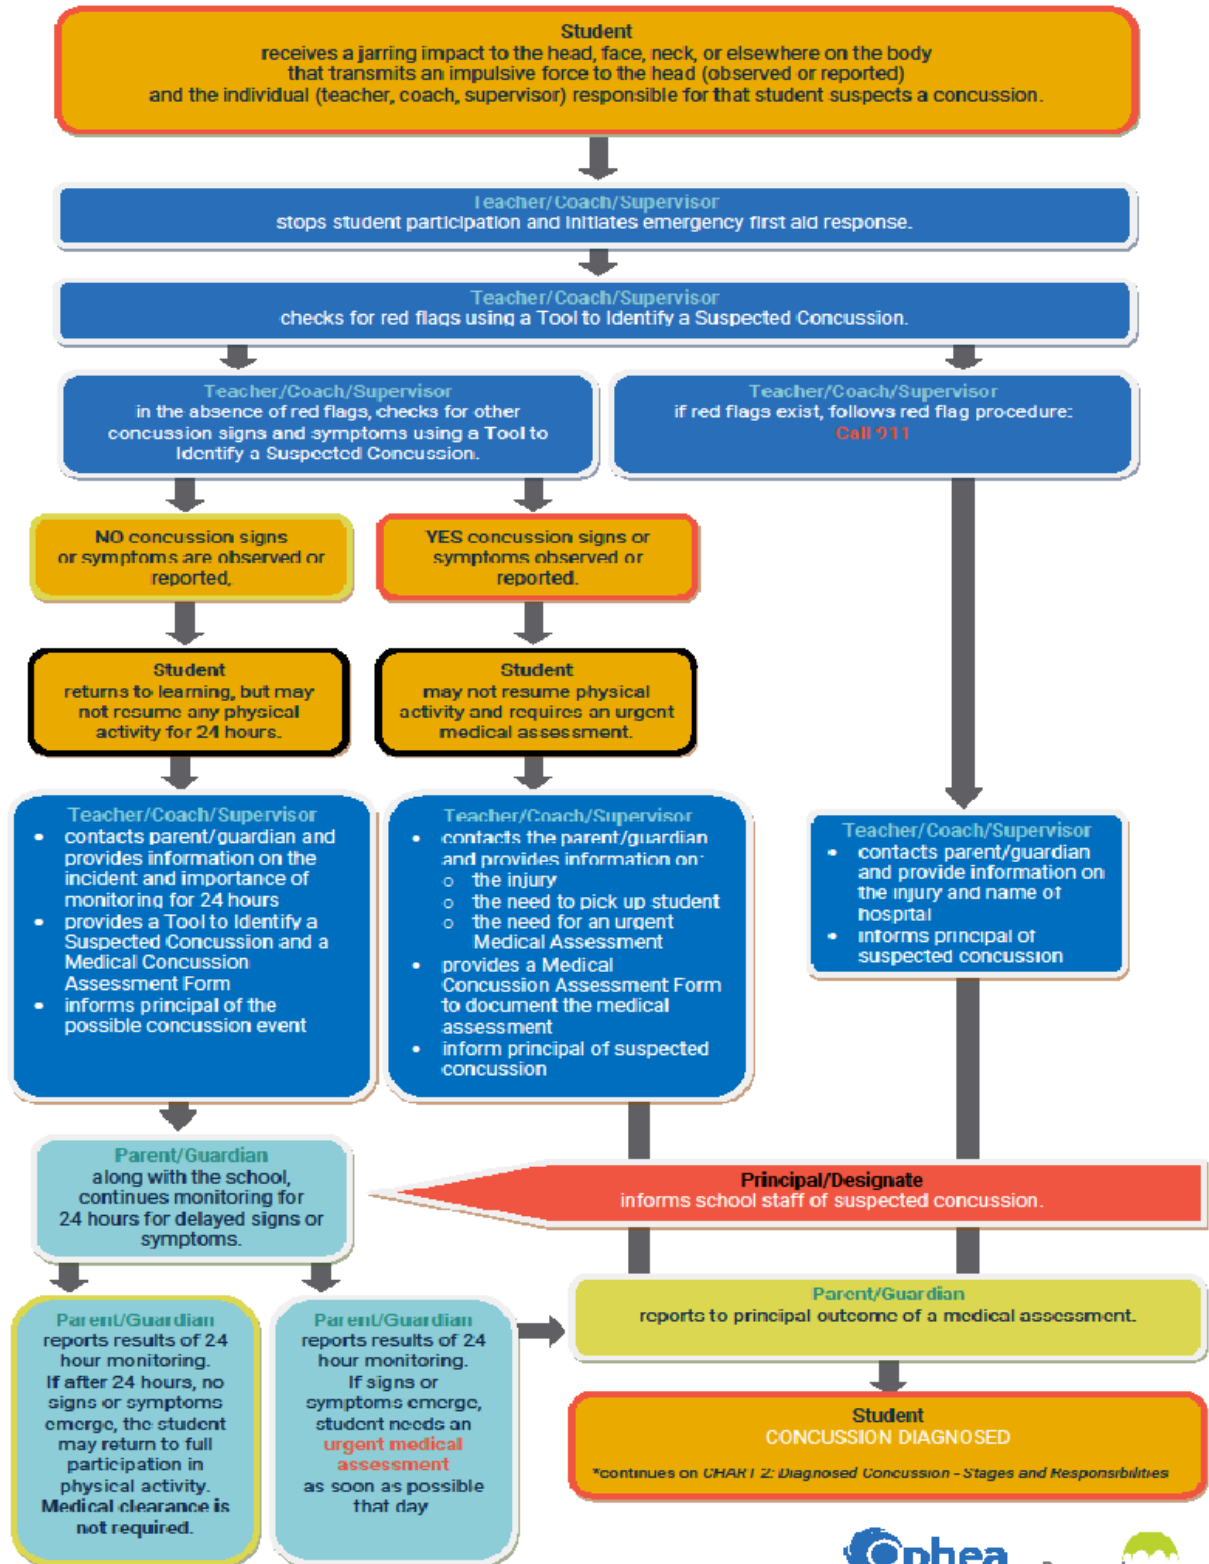 Student
receives a jarring impact to the head, face, neck, or elsewhere on the body
that transmits an impulsive force to the head (observed or reported)
and the individual (teacher, coach, supervisor) responsible for that student suspects a concussion.
Teacher/Coach/Supervisor
stops student participation and initiates emergency first aid response.
Teacher/Coach/Supervisor
checks for red flags using a Tool to Identify a Suspected Concussion.
Teacher/Coach/Supervisor
in the absence of red flags, checks for other
concussion signs and symptoms using a Tool to
Identify a Suspected Concussion.
Teacher/Coach/Supervisor
if red flags exist, follows red flag procedure:
Call 911
NO concussion signs
or symptoms are observed or
reported,
YES concussion signs or
symptoms observed or
reported.
Student
returns to learning, but may
not resume any physical
activity for 24 hours.
Student
may not resume physical
activity and requires an urgent
medical assessment.
Teacher/Coach/Supervisor
• contacts parent/guardian and
provides information on the
incident and importance of
monitoring for 24 hours
• provides a Tool to Identify a
Suspected Concussion and a
Medical Concussion
Assessment Form
• informs principal of the
possible concussion event
Teacher/Coach/Supervisor
• contacts the parent/guardian
and provides information on:
o the injury
o the need to pick up student
o the need for an urgent
Medical Assessment
• provides a Medical
Concussion Assessment Form
to document the medical
assessment
• inform principal of suspected
concussion
Teacher/Coach/Supervisor
• contacts parent/guardian
and provide information on
the injury and name of
hospital
• informs principal of
suspected concussion
Parent/Guardian
along with the school,
continues monitoring for
24 hours for delayed signs or
symptoms.
Principal/Designate
informs school staff of suspected concussion.
Parent/Guardian
reports results of 24
hour monitoring.
If after 24 hours, no
signs or symptoms
emerge, the student
may return to full
participation in
physical activity.
Medical clearance is
not required.
Parent/Guardian
reports results of 24
hour monitoring.
If signs or
symptoms emerge,
student needs an
urgent medical
assessment
as soon as possible
that day
Parent/Guardian
reports to principal outcome of a medical assessment.
Student
CONCUSSION DIAGNOSED
*continues on CHART 2: Diagnosed Concussion - Stages and Responsibilities
Ophea